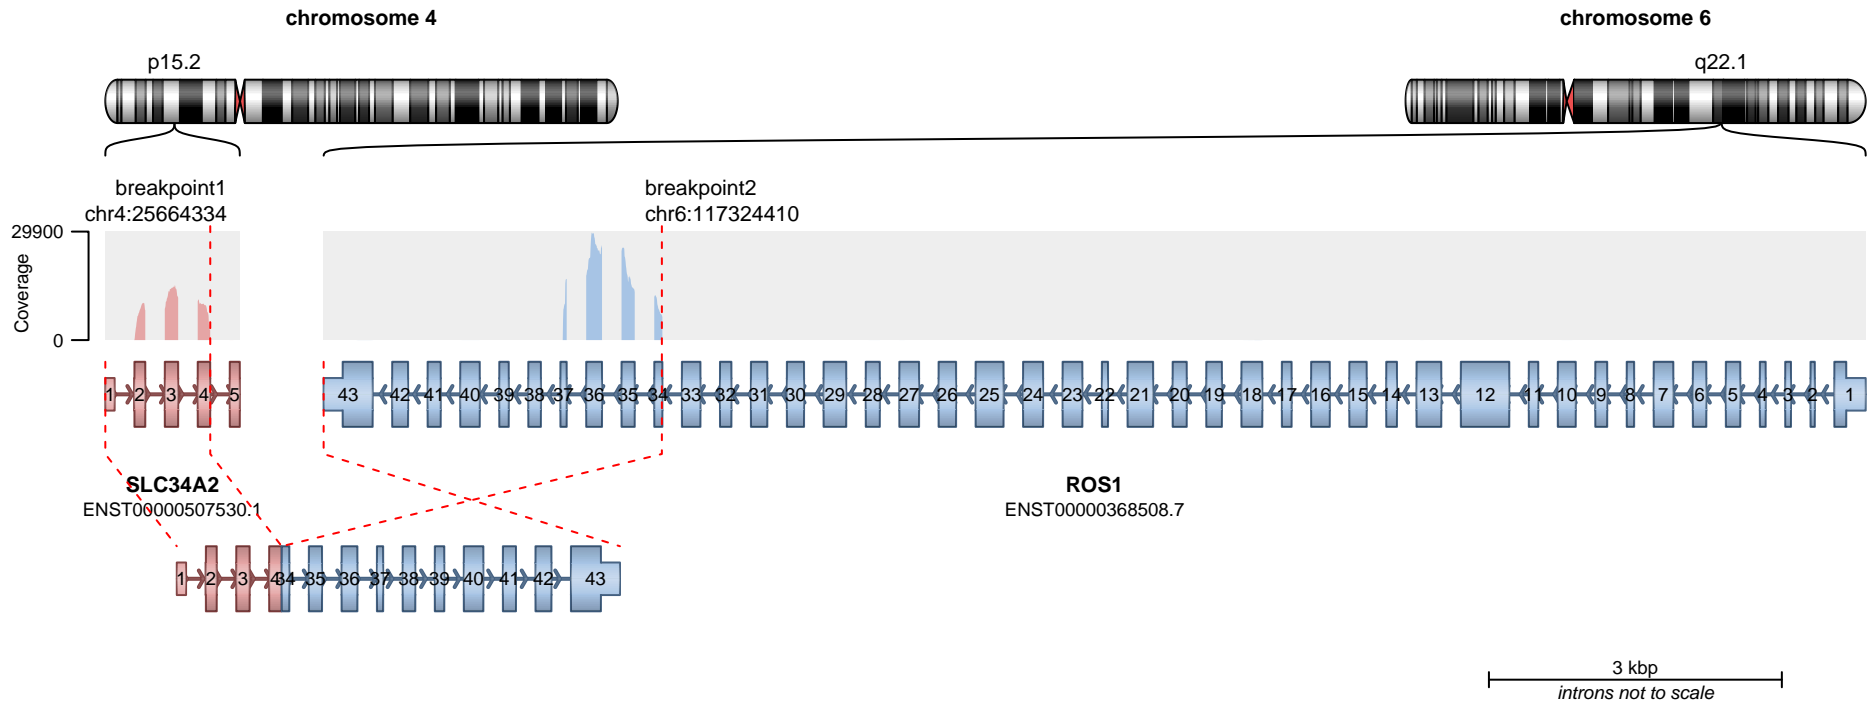 chromosome 4
chromosome 6
p15.2
q22.1
breakpoint1
chr4:25664334
breakpoint2
chr6:117324410
29900
Coverage
0
1 2 3 4 5
43 42 41 40 39 38 37 36 35 34 33 32 31 30 29 28 27 26 25 24 23 22 21 20 19 18 17 16 15 14 13 12 11 10 9 8 7 6 5 4 3 2 1
SLC34A2
ENST00000507530.1
ROS1
ENST00000368508.7
1 2 3 4 34 35 36 37 38 39 40 41 42 43
3 kbp
introns not to scale